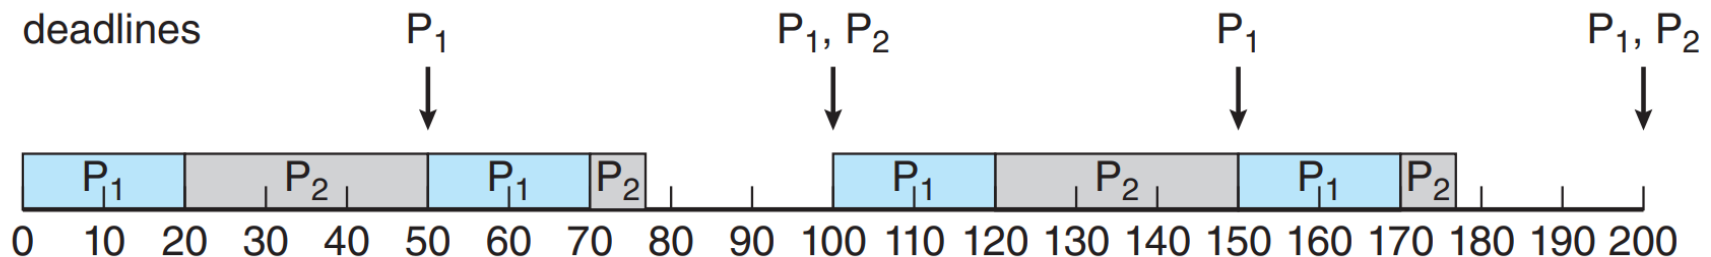 deadlines P₁ P₁, P₂ P₁ P₁, P₂
P₁ P₂ P₁ P₂ P₁ P₂ P₁ P₂
0 10 20 30 40 50 60 70 80 90 100 110 120 130 140 150 160 170 180 190 200